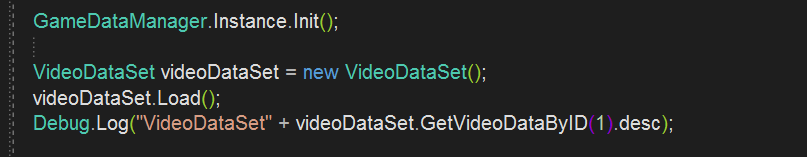 GameDataManager.Instance.Init();
VideoDataSet videoDataSet = new VideoDataSet();
videoDataSet.Load();
Debug.Log("VideoDataSet" + videoDataSet.GetVideoDataByID(1).desc);